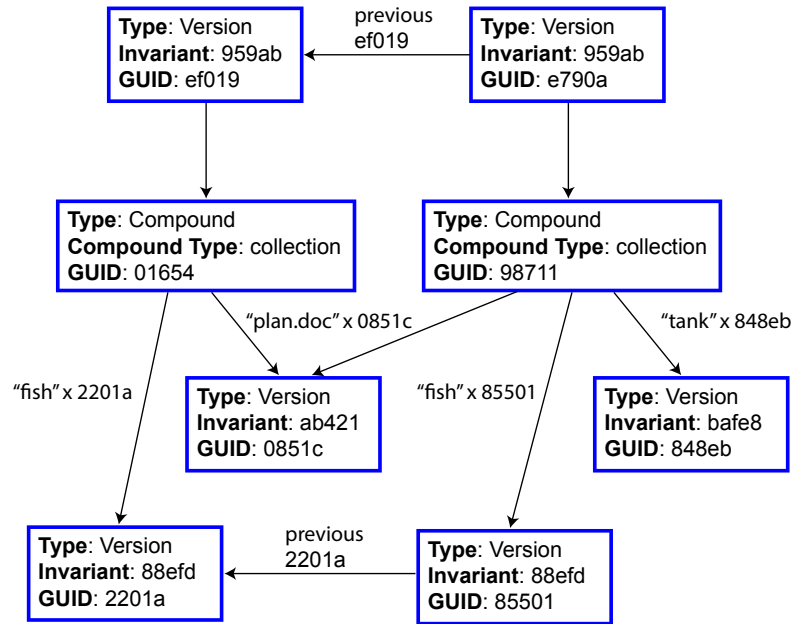 Type: Version
Invariant: 959ab
GUID: ef019
previous
ef019
Type: Version
Invariant: 959ab
GUID: e790a
Type: Compound
Compound Type: collection
GUID: 01654
Type: Compound
Compound Type: collection
GUID: 98711
“plan.doc” x 0851c
“tank” x 848eb
“fish” x 2201a
“fish” x 85501
Type: Version
Invariant: ab421
GUID: 0851c
Type: Version
Invariant: bafe8
GUID: 848eb
Type: Version
Invariant: 88efd
GUID: 2201a
previous
2201a
Type: Version
Invariant: 88efd
GUID: 85501